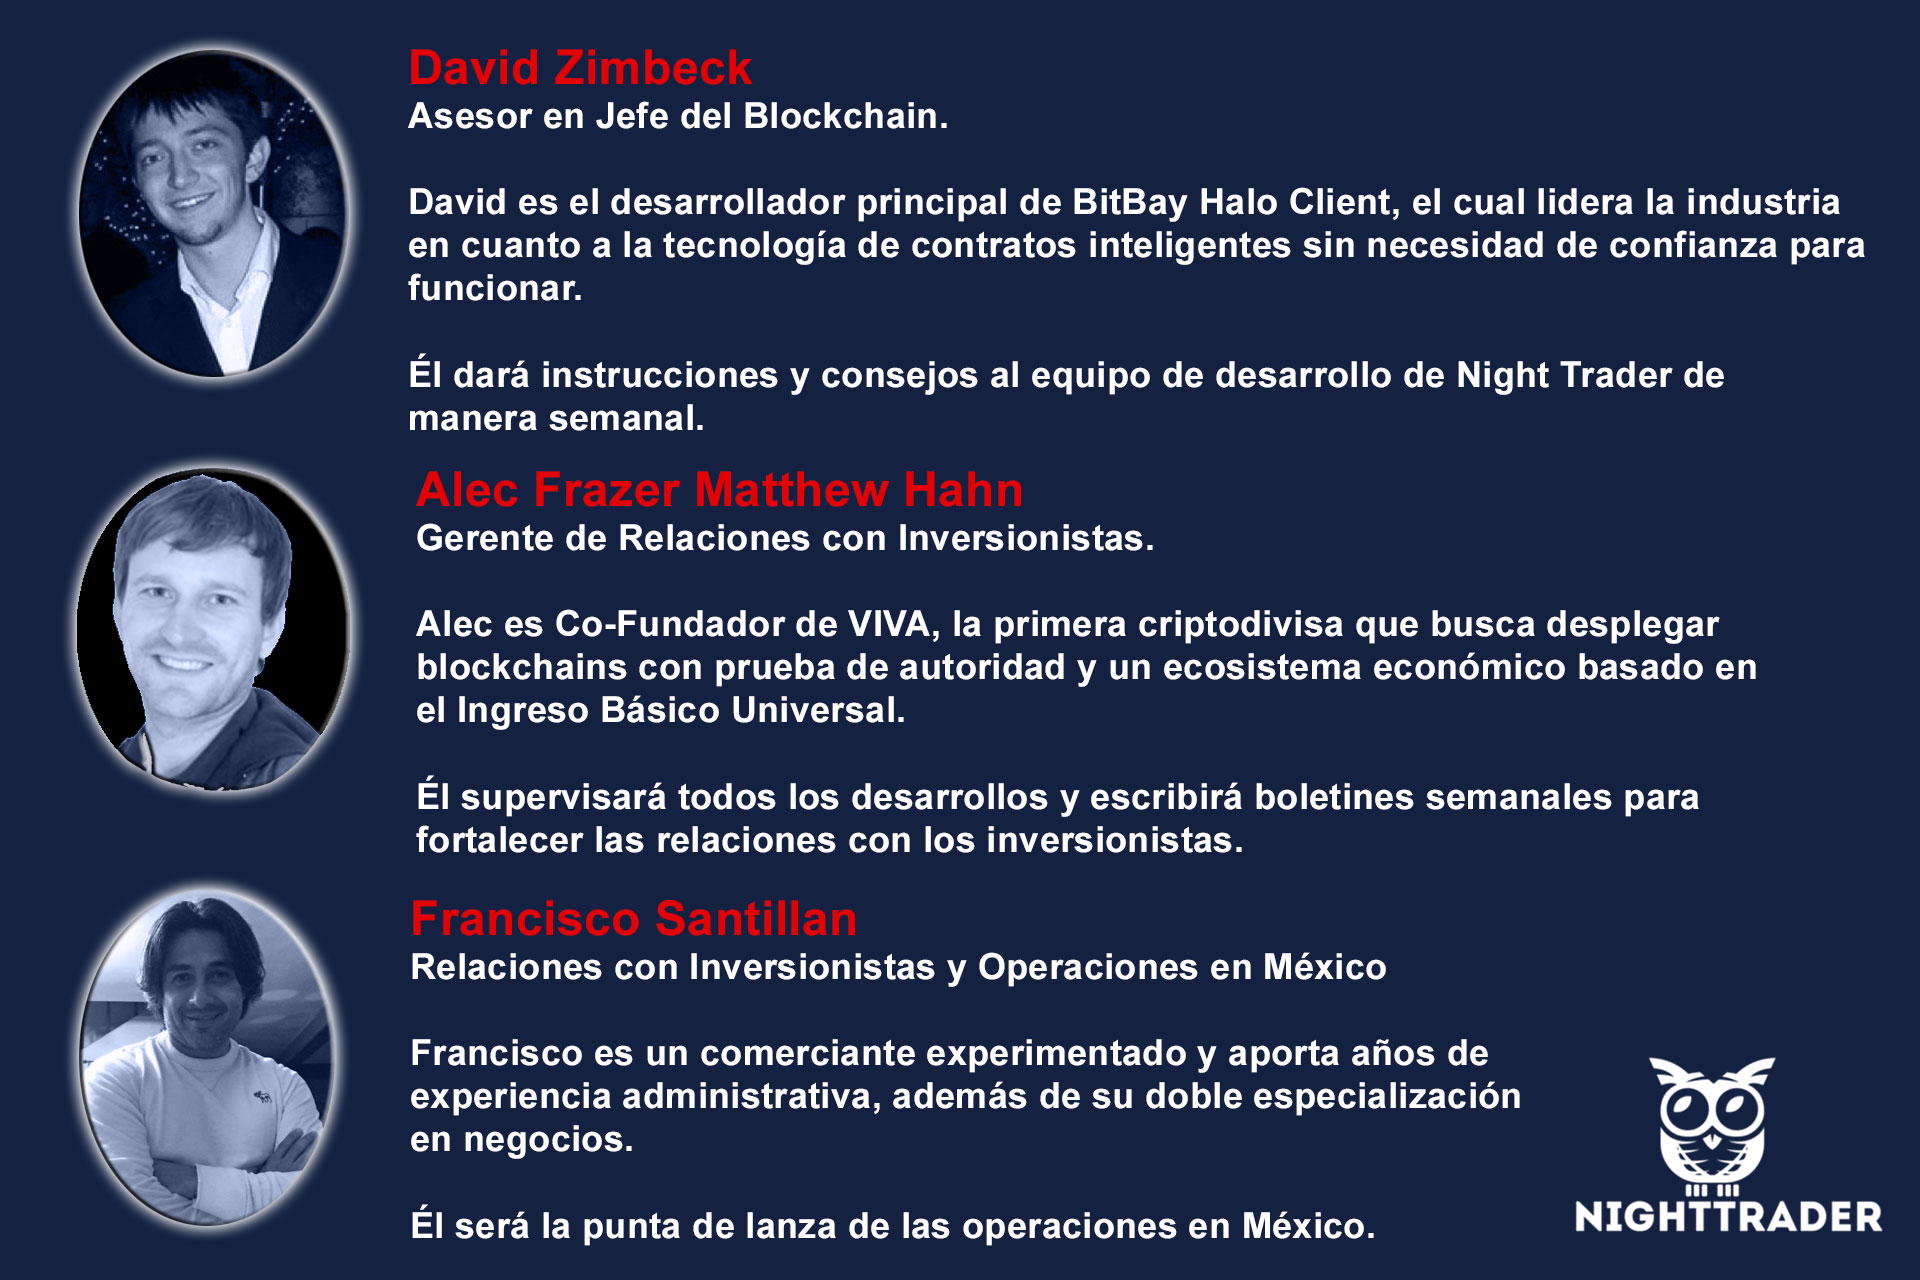 David Zimbeck
Asesor en Jefe del Blockchain.
David es el desarrollador principal de BitBay Halo Client, el cual lidera la industria
en cuanto a la tecnología de contratos inteligentes sin necesidad de confianza para
funcionar.
Él dará instrucciones y consejos al equipo de desarrollo de Night Trader de
manera semanal.
Alec Frazer Matthew Hahn
Gerente de Relaciones con Inversionistas.
Alec es Co-Fundador de VIVA, la primera criptodivisa que busca desplegar
blockchains con prueba de autoridad y un ecosistema económico basado en
el Ingreso Básico Universal.
Él supervisará todos los desarrollos y escribirá boletines semanales para
fortalecer las relaciones con los inversionistas.
Francisco Santillan
Relaciones con Inversionistas y Operaciones en México
Francisco es un comerciante experimentado y aporta años de
experiencia administrativa, además de su doble especialización
en negocios.
Él será la punta de lanza de las operaciones en México.
NIGHTTRADER